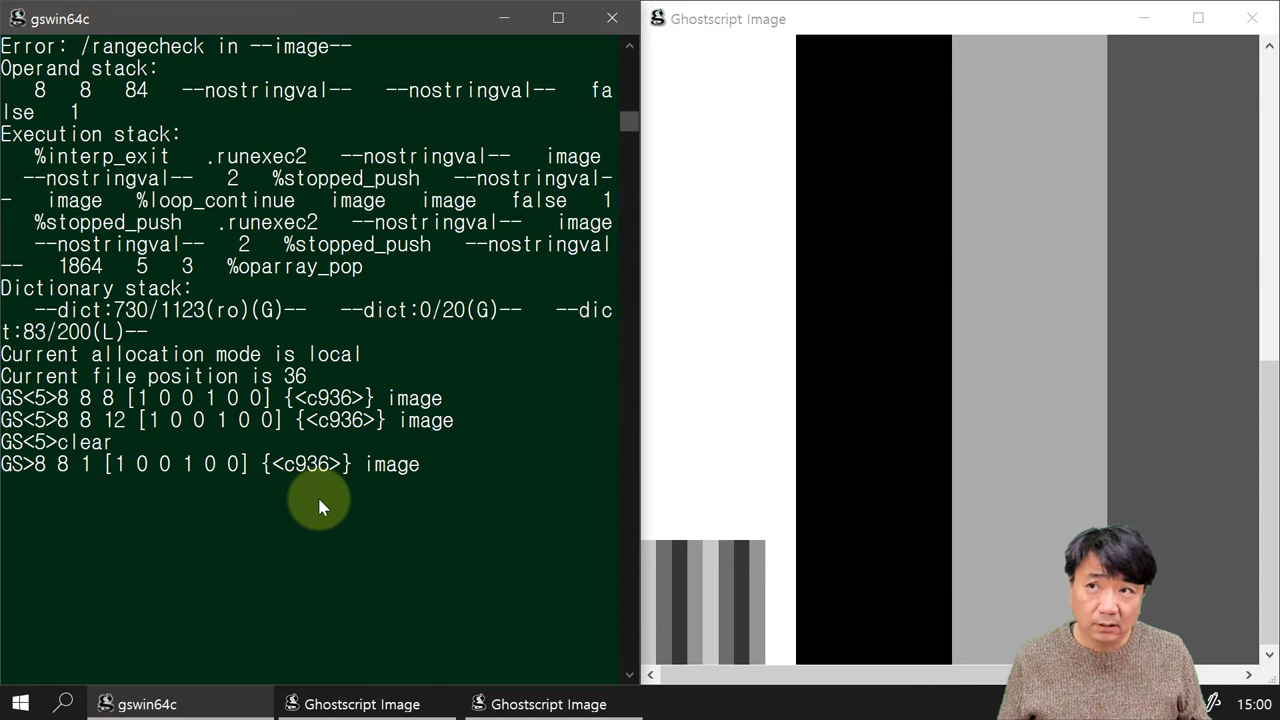 gswin64c
Error: /rangecheck in --image--
Operand stack:
8 8 84 --nostringval-- --nostringval-- fa
lse 1
Execution stack:
%interp_exit .runexec2 --nostringval-- image
--nostringval-- 2 %stopped_push --nostringval-
- image %loop_continue image image false 1
%stopped_push .runexec2 --nostringval-- image
--nostringval-- 2 %stopped_push --nostringval
-- 1864 5 3 %oparray_pop
Dictionary stack:
--dict:730/1123(ro)(G)-- --dict:0/20(G)-- --dic
t:83/200(L)--
Current allocation mode is local
Current file position is 36
GS<5>8 8 8 [1 0 0 1 0 0] {<c936>} image
GS<5>8 8 12 [1 0 0 1 0 0] {<c936>} image
GS<5>clear
GS>8 8 1 [1 0 0 1 0 0] {<c936>} image
Ghostscript Image
gswin64c
Ghostscript Image
Ghostscript Image
15:00